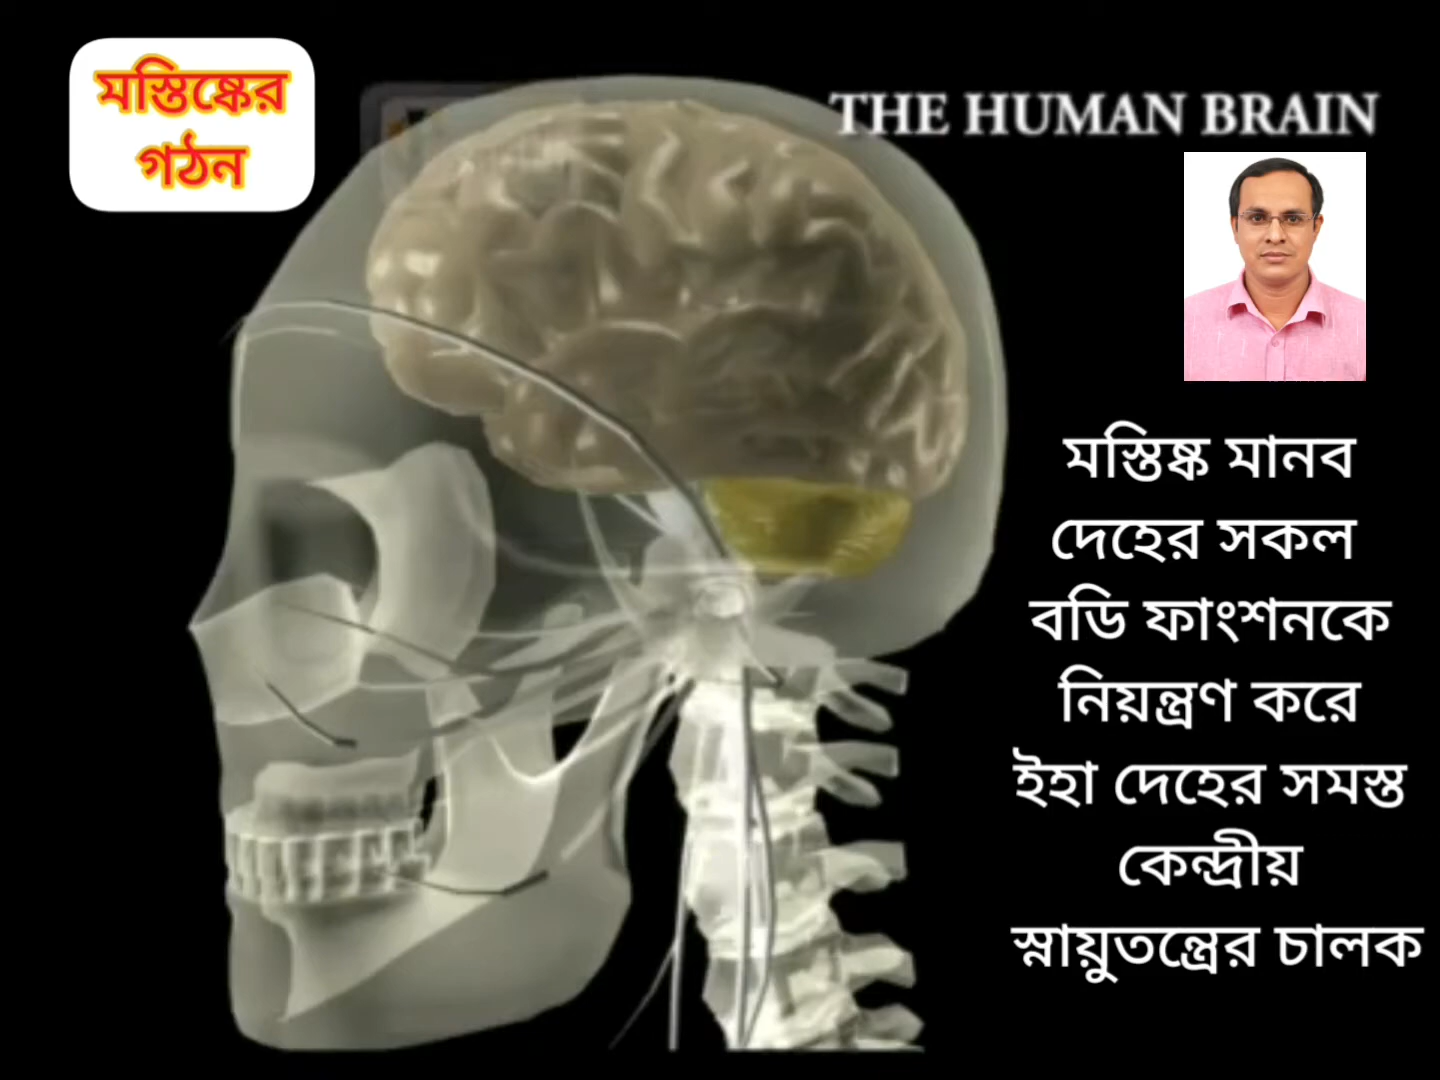 মস্তিষ্কের
গঠন
THE HUMAN BRAIN
মস্তিষ্ক মানব
দেহের সকল
বডি ফাংশনকে
নিয়ন্ত্রণ করে
ইহা দেহের সমস্ত
কেন্দ্রীয়
স্নায়ুতন্ত্রের চালক